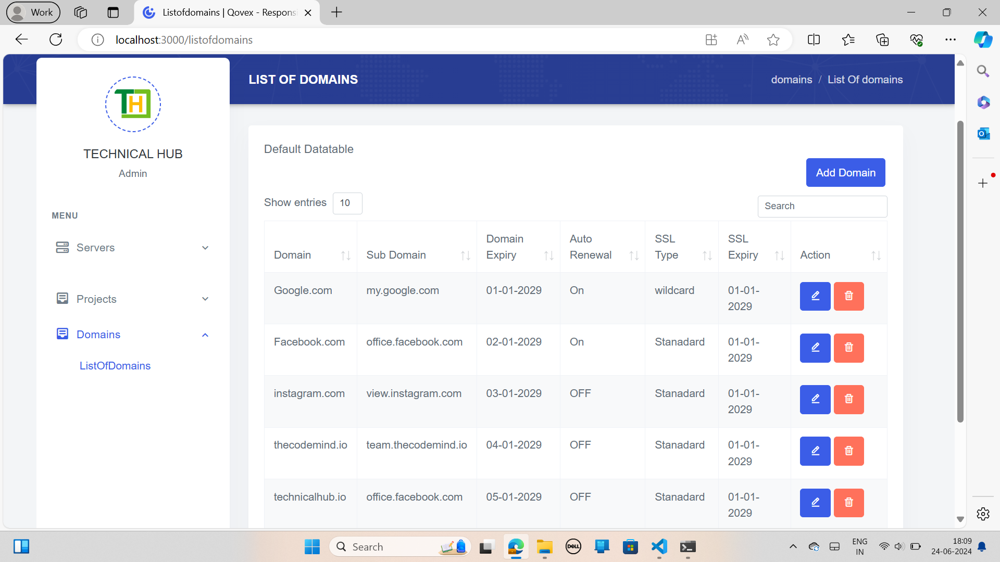 Work
Listofdomains | Qovex - Responsi
localhost:3000/listofdomains
TH
TECHNICAL HUB
Admin
MENU
Servers
Projects
Domains
ListOfDomains
LIST OF DOMAINS
domains / List Of domains
Default Datatable
Add Domain
Show entries 10
Search
Domain Sub Domain Domain Expiry Auto Renewal SSL Type SSL Expiry Action
Google.com my.google.com 01-01-2029 On wildcard 01-01-
2029
Facebook.com office.facebook.com 02-01-2029 On Stanadard 01-01-
2029
instagram.com view.instagram.com 03-01-2029 OFF Stanadard 01-01-
2029
thecodemind.io team.thecodemind.io 04-01-2029 OFF Stanadard 01-01-
2029
technicalhub.io office.facebook.com 05-01-2029 OFF Stanadard 01-01-
2029
Search
DELL
ENG
IN
18:09
24-06-2024